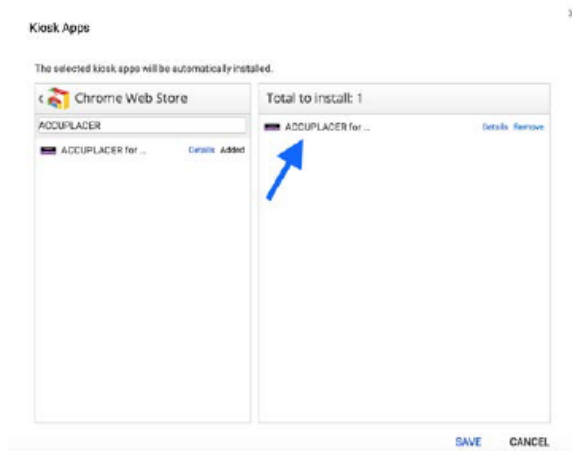 Kiosk Apps
The selected kiosk apps will be automatically installed.
Chrome Web Store
ACCUPLACER
ACCUPLACER for ... Details Added
Total to install: 1
ACCUPLACER for ... Details Remove
SAVE CANCEL